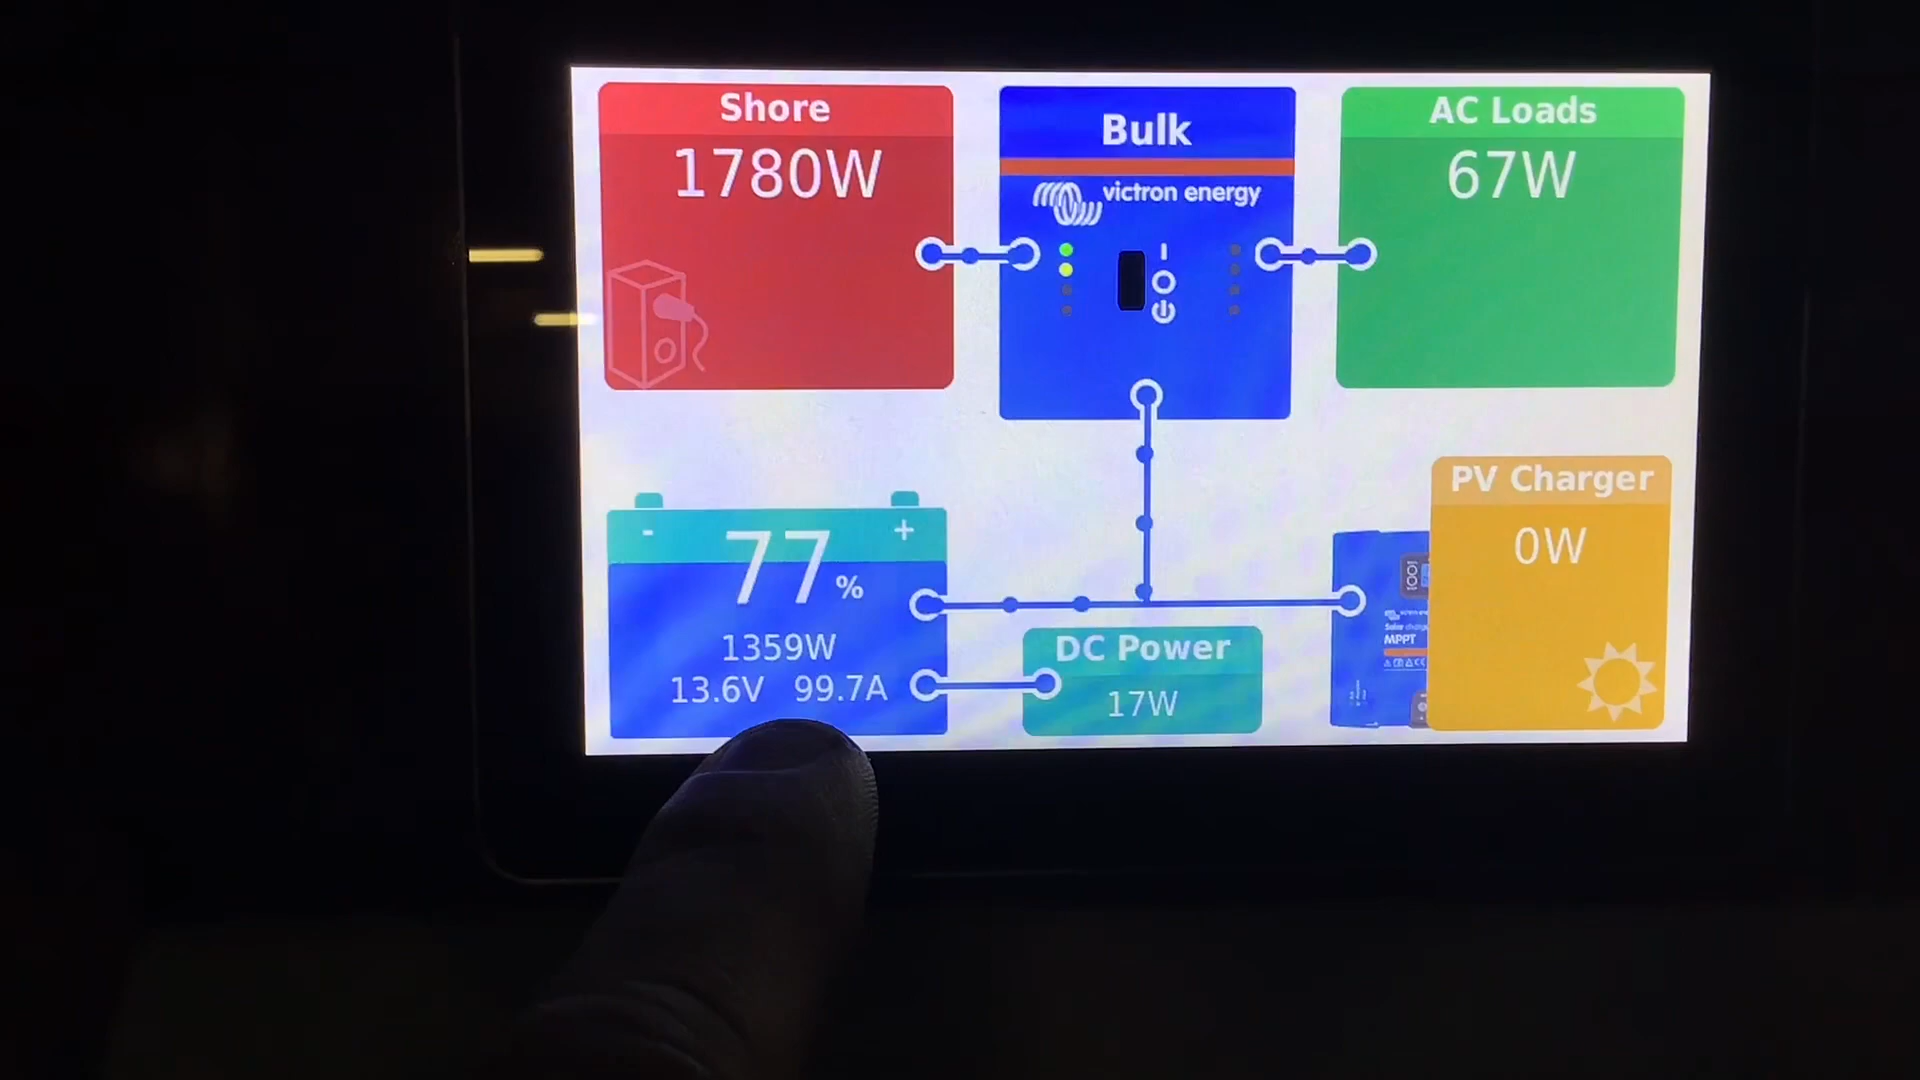 Shore
1780W
Bulk
victron energy
AC Loads
67W
- +
77%
1359W
13.6V 99.7A
DC Power
17W
PV Charger
0W
MPPT